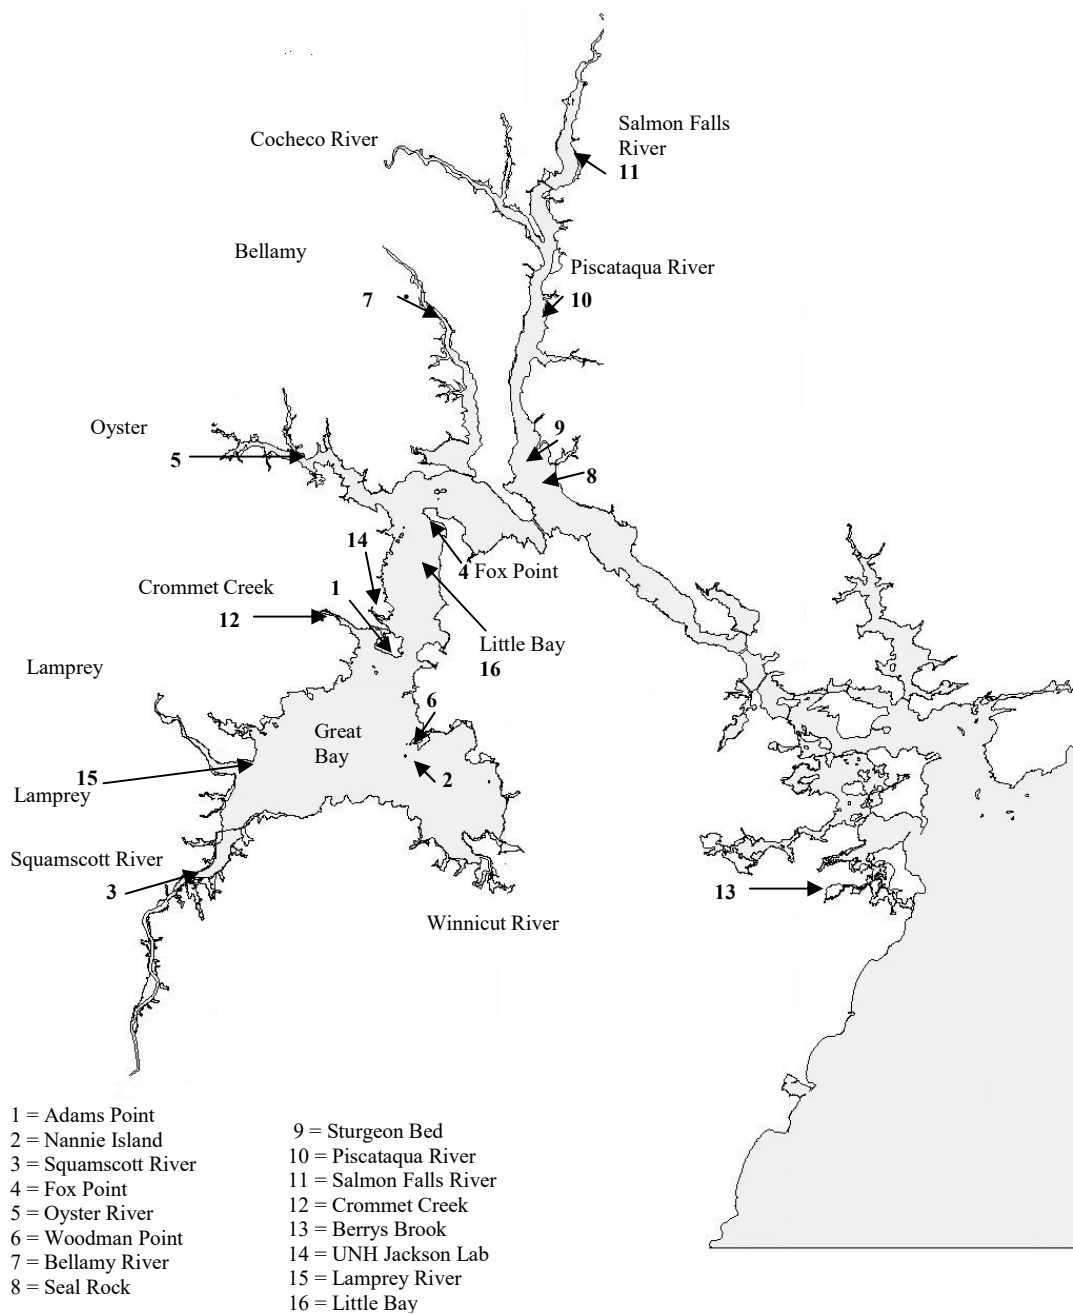 Cocheco River
Salmon Falls
River
11
Bellamy
Piscataqua River
7
10
Oyster
5
9
8
14
4 Fox Point
Crommet Creek
1
12
Little Bay
16
Lamprey
6
Great
Bay
15
2
Lamprey
Squamscott River
3
13
Winnicut River
1 = Adams Point
2 = Nannie Island
3 = Squamscott River
4 = Fox Point
5 = Oyster River
6 = Woodman Point
7 = Bellamy River
8 = Seal Rock
9 = Sturgeon Bed
10 = Piscataqua River
11 = Salmon Falls River
12 = Crommet Creek
13 = Berrys Brook
14 = UNH Jackson Lab
15 = Lamprey River
16 = Little Bay